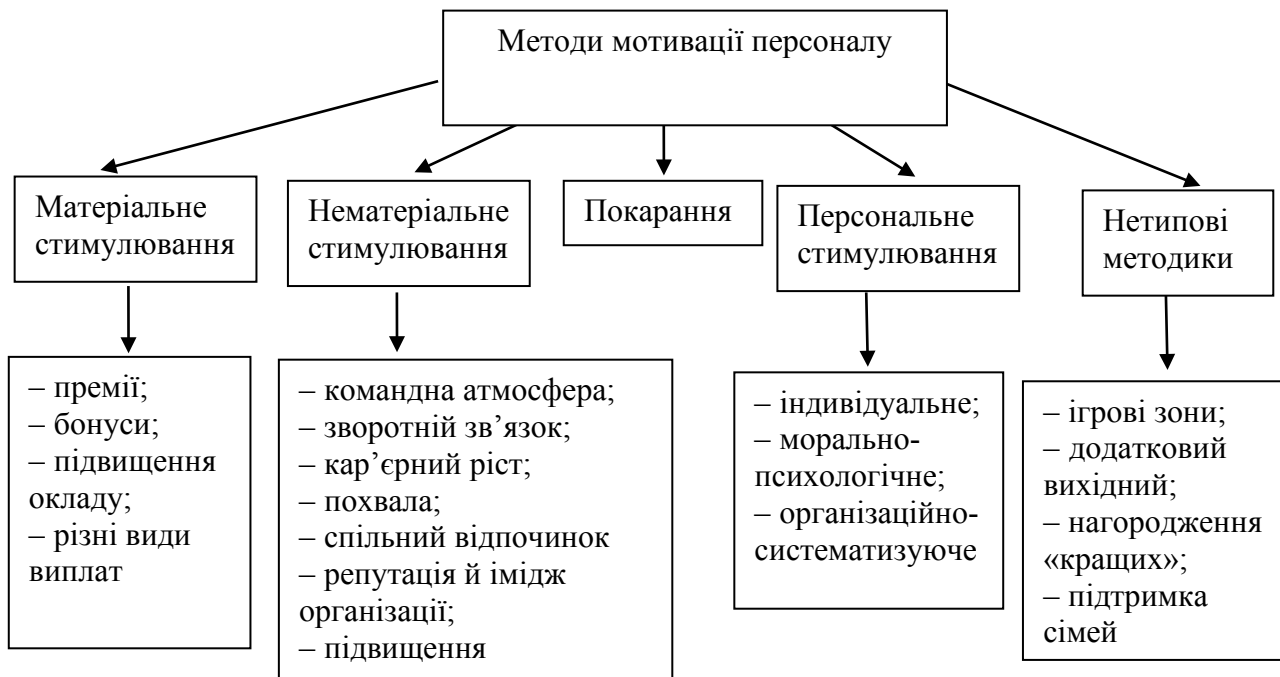 Методи мотивації персоналу
Матеріальне
стимулювання
Нематеріальне
стимулювання
Покарання
Персональне
стимулювання
Нетипові
методики
– премії;
– бонуси;
– підвищення
окладу;
– різні види
виплат
– командна атмосфера;
– зворотній зв’язок;
– кар’єрний ріст;
– похвала;
– спільний відпочинок
– репутація й імідж
організації;
– підвищення
– індивідуальне;
– морально-
психологічне;
– організаційно-
систематизуюче
– ігрові зони;
– додатковий
вихідний;
– нагородження
«кращих»;
– підтримка
сімей